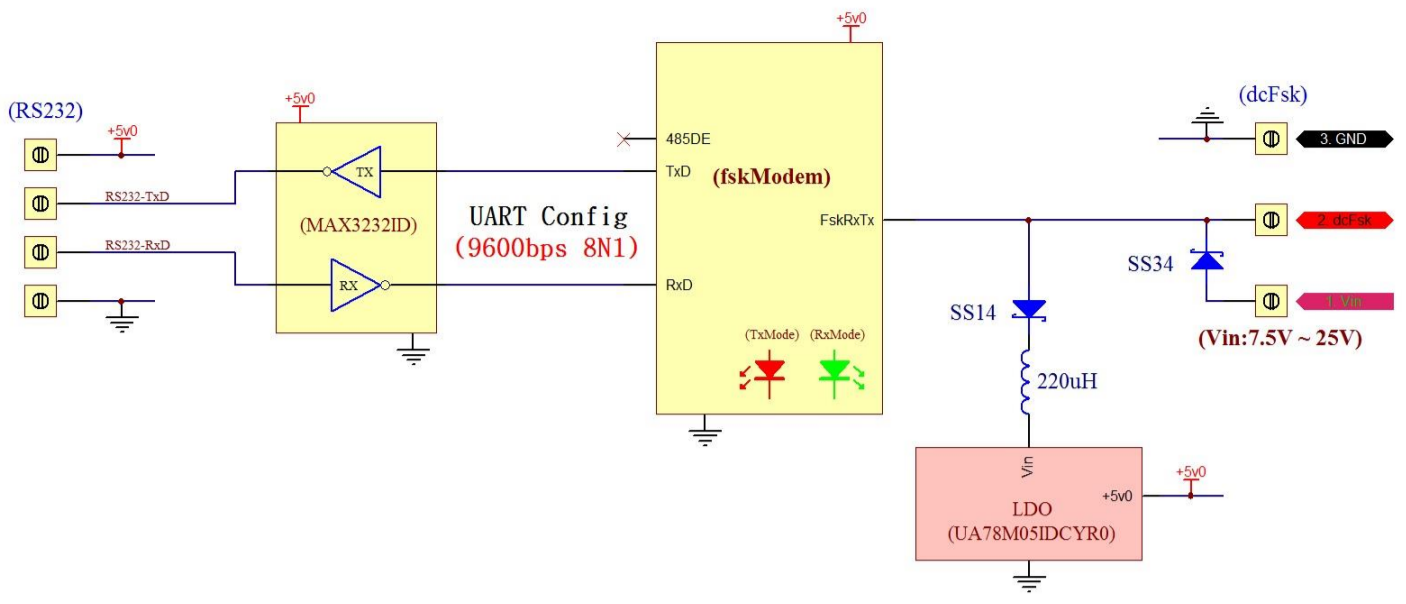 (RS232)
+5v0
RS232-TxD
RS232-RxD
+5v0
TX
(MAX3232ID)
RX
UART Config
(9600bps 8N1)
+5v0
485DE
TxD
(fskModem)
FskRxTx
RxD
(TxMode)
(RxMode)
(dcFsk)
3. GND
2. dcFsk
SS34
1. Vin
(Vin:7.5V ~ 25V)
SS14
220uH
Vin
+5v0
LDO
(UA78M05IDCYR0)
+5v0